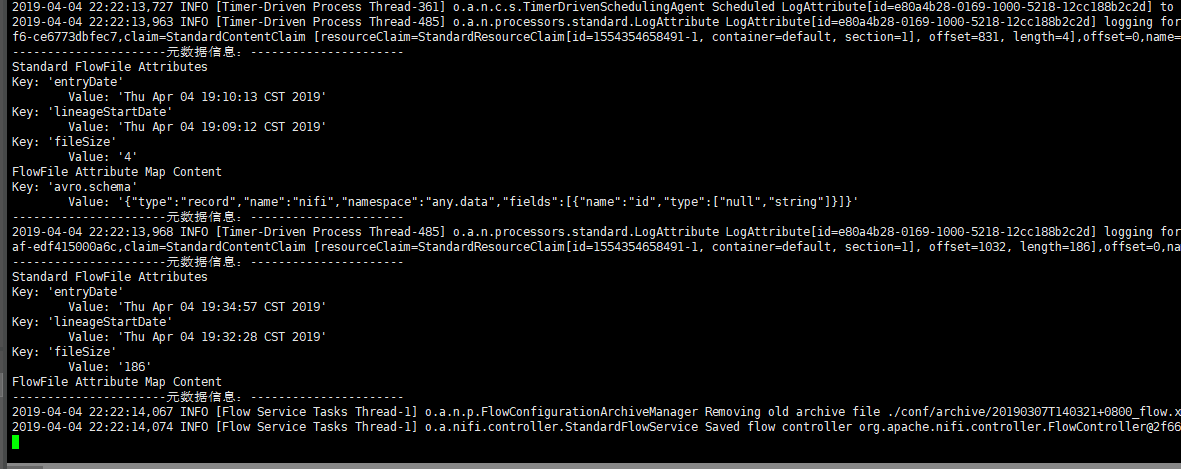 2019-04-04 22:22:13,727 INFO [Timer-Driven Process Thread-361] o.a.n.c.s.TimerDrivenSchedulingAgent Scheduled LogAttribute[id=e80a4b28-0169-1000-5218-12cc188b2c2d] to
2019-04-04 22:22:13,963 INFO [Timer-Driven Process Thread-485] o.a.n.processors.standard.LogAttribute LogAttribute[id=e80a4b28-0169-1000-5218-12cc188b2c2d] logging for
f6-ce6773dbfec7,claim=StandardContentClaim [resourceClaim=StandardResourceClaim[id=1554354658491-1, container=default, section=1], offset=831, length=4],offset=0,name=
----------------------元数据信息：----------------------
Standard FlowFile Attributes
Key: 'entryDate'
        Value: 'Thu Apr 04 19:10:13 CST 2019'
Key: 'lineageStartDate'
        Value: 'Thu Apr 04 19:09:12 CST 2019'
Key: 'fileSize'
        Value: '4'
FlowFile Attribute Map Content
Key: 'avro.schema'
        Value: '{"type":"record","name":"nifi","namespace":"any.data","fields":[{"name":"id","type":["null","string"]}]}'
----------------------元数据信息：----------------------
2019-04-04 22:22:13,968 INFO [Timer-Driven Process Thread-485] o.a.n.processors.standard.LogAttribute LogAttribute[id=e80a4b28-0169-1000-5218-12cc188b2c2d] logging for
af-edf415000a6c,claim=StandardContentClaim [resourceClaim=StandardResourceClaim[id=1554354658491-1, container=default, section=1], offset=1032, length=186],offset=0,na
----------------------元数据信息：----------------------
Standard FlowFile Attributes
Key: 'entryDate'
        Value: 'Thu Apr 04 19:34:57 CST 2019'
Key: 'lineageStartDate'
        Value: 'Thu Apr 04 19:32:28 CST 2019'
Key: 'fileSize'
        Value: '186'
FlowFile Attribute Map Content
----------------------元数据信息：----------------------
2019-04-04 22:22:14,067 INFO [Flow Service Tasks Thread-1] o.a.n.p.FlowConfigurationArchiveManager Removing old archive file ./conf/archive/20190307T140321+0800_flow.x
2019-04-04 22:22:14,074 INFO [Flow Service Tasks Thread-1] o.a.nifi.controller.StandardFlowService Saved flow controller org.apache.nifi.controller.FlowController@2f66